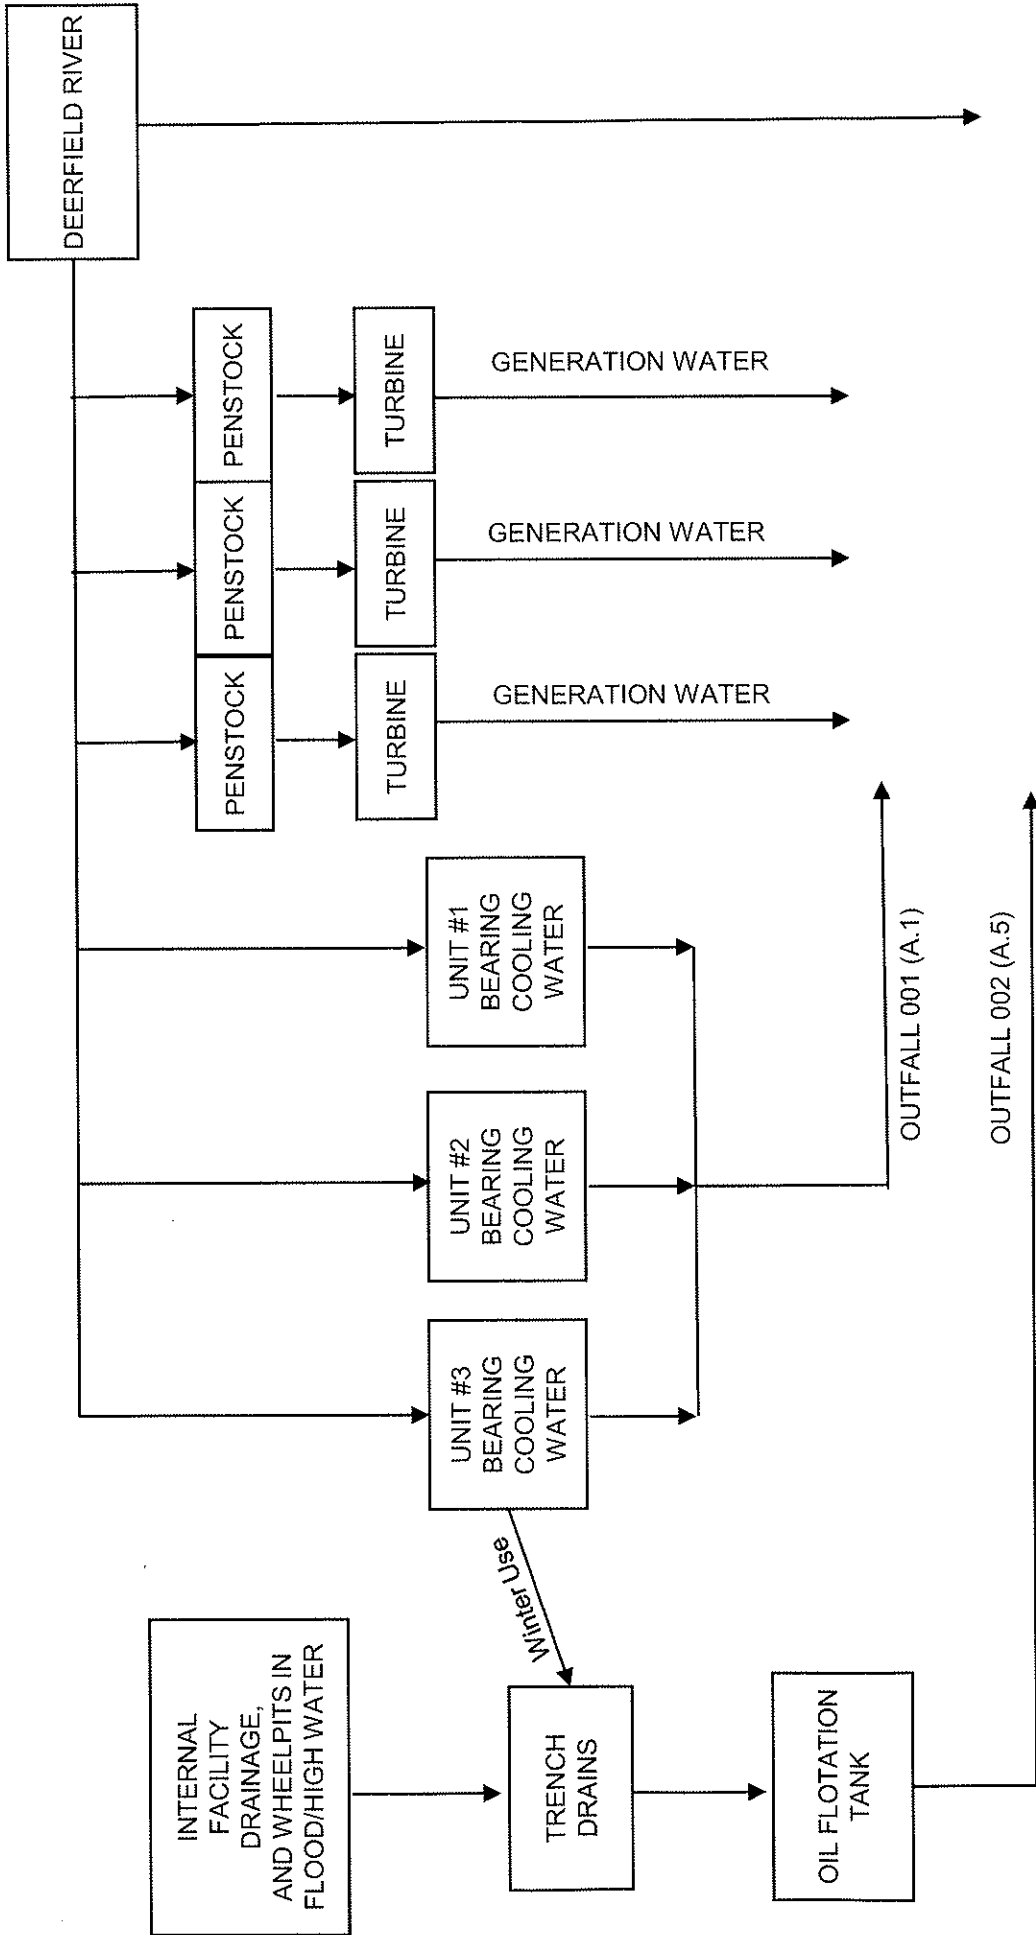 INTERNAL
FACILITY
DRAINAGE,
AND WHEELPITS IN
FLOOD/HIGH WATER
TRENCH
DRAINS
OIL FLOTATION
TANK
Winter Use
UNIT #3
BEARING
COOLING
WATER
UNIT #2
BEARING
COOLING
WATER
UNIT #1
BEARING
COOLING
WATER
OUTFALL 001 (A.1)
OUTFALL 002 (A.5)
PENSTOCK
TURBINE
GENERATION WATER
PENSTOCK
TURBINE
GENERATION WATER
PENSTOCK
TURBINE
GENERATION WATER
DEERFIELD RIVER